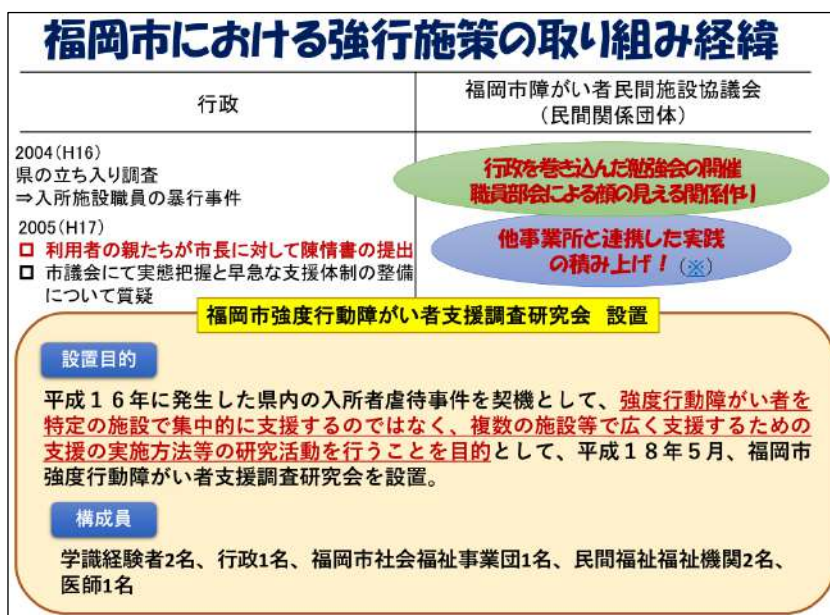 福岡市における強行施策の取り組み経緯
行政
福岡市障がい者民間施設協議会
(民間関係団体)
2004(H16)
県の立ち入り調査
⇒入所施設職員の暴行事件
2005(H17)
□ 利用者の親たちが市長に対して陳情書の提出
□ 市議会にて実態把握と早急な支援体制の整備
について質疑
行政を巻き込んだ勉強会の開催
職員部会による顔の見える関係作り
他事業所と連携した実践
の積み上げ！(※)
福岡市強度行動障がい者支援調査研究会 設置
設置目的
平成１６年に発生した県内の入所者虐待事件を契機として、強度行動障がい者を
特定の施設で集中的に支援するのではなく、複数の施設等で広く支援するための
支援の実施方法等の研究活動を行うことを目的として、平成１８年５月、福岡市
強度行動障がい者支援調査研究会を設置。
構成員
学識経験者2名、行政1名、福岡市社会福祉事業団1名、民間福祉福祉機関2名、
医師1名